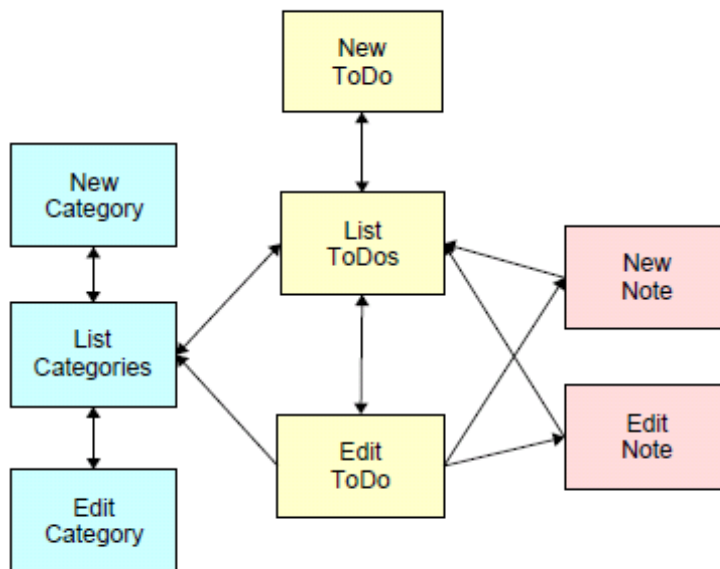 New
ToDo
New
Category
List
ToDos
New
Note
List
Categories
Edit
ToDo
Edit
Note
Edit
Category